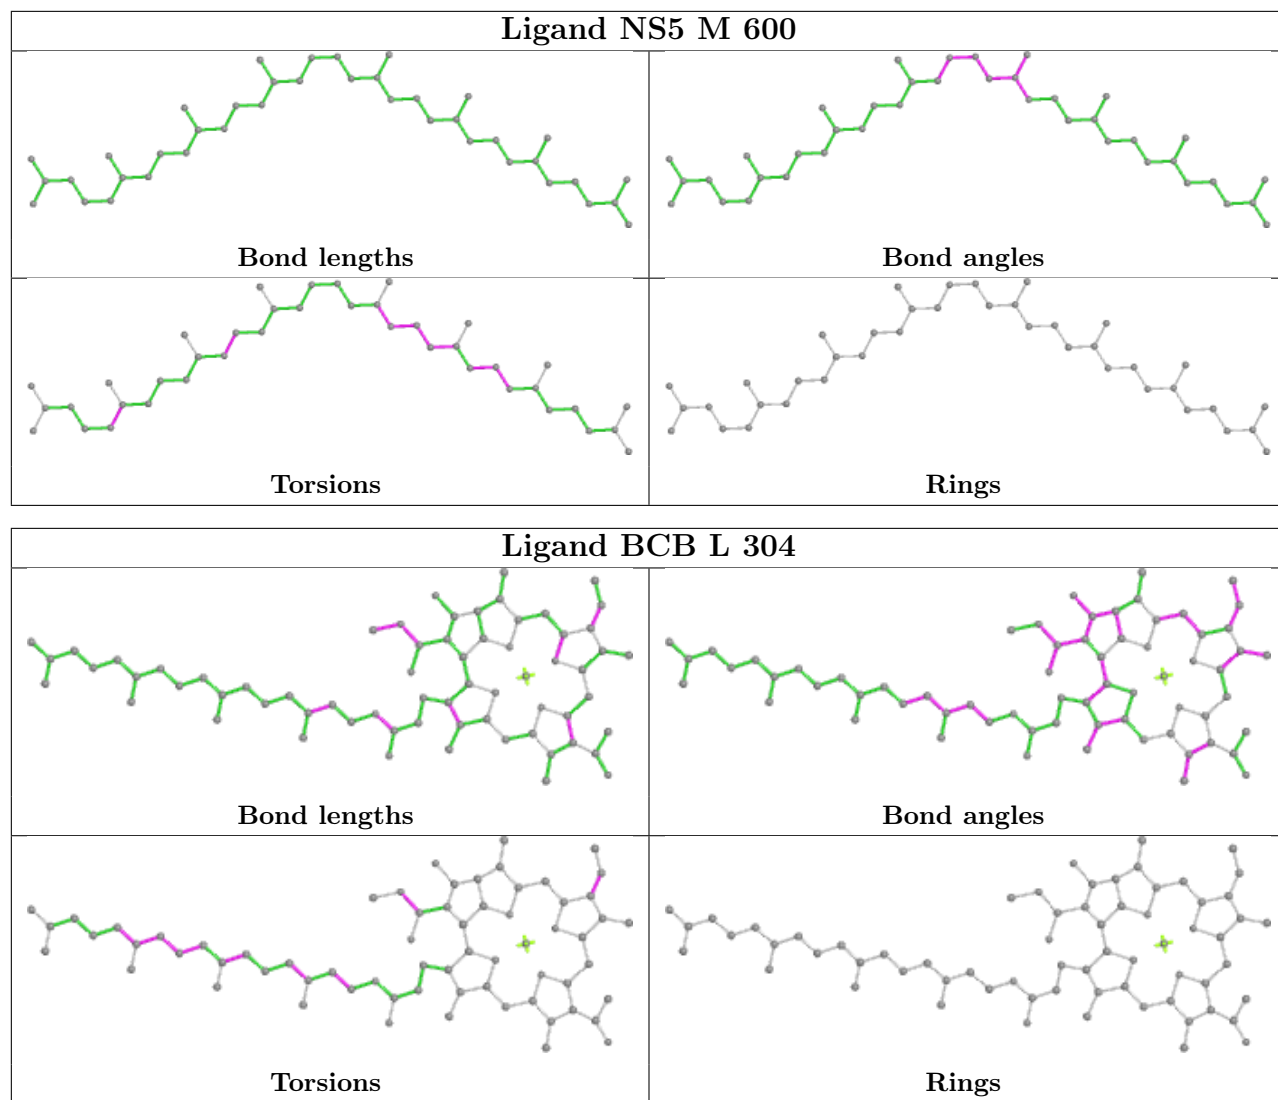 Ligand NS5 M 600
Bond lengths
Bond angles
Torsions
Rings
Ligand BCB L 304
Bond lengths
Bond angles
Torsions
Rings